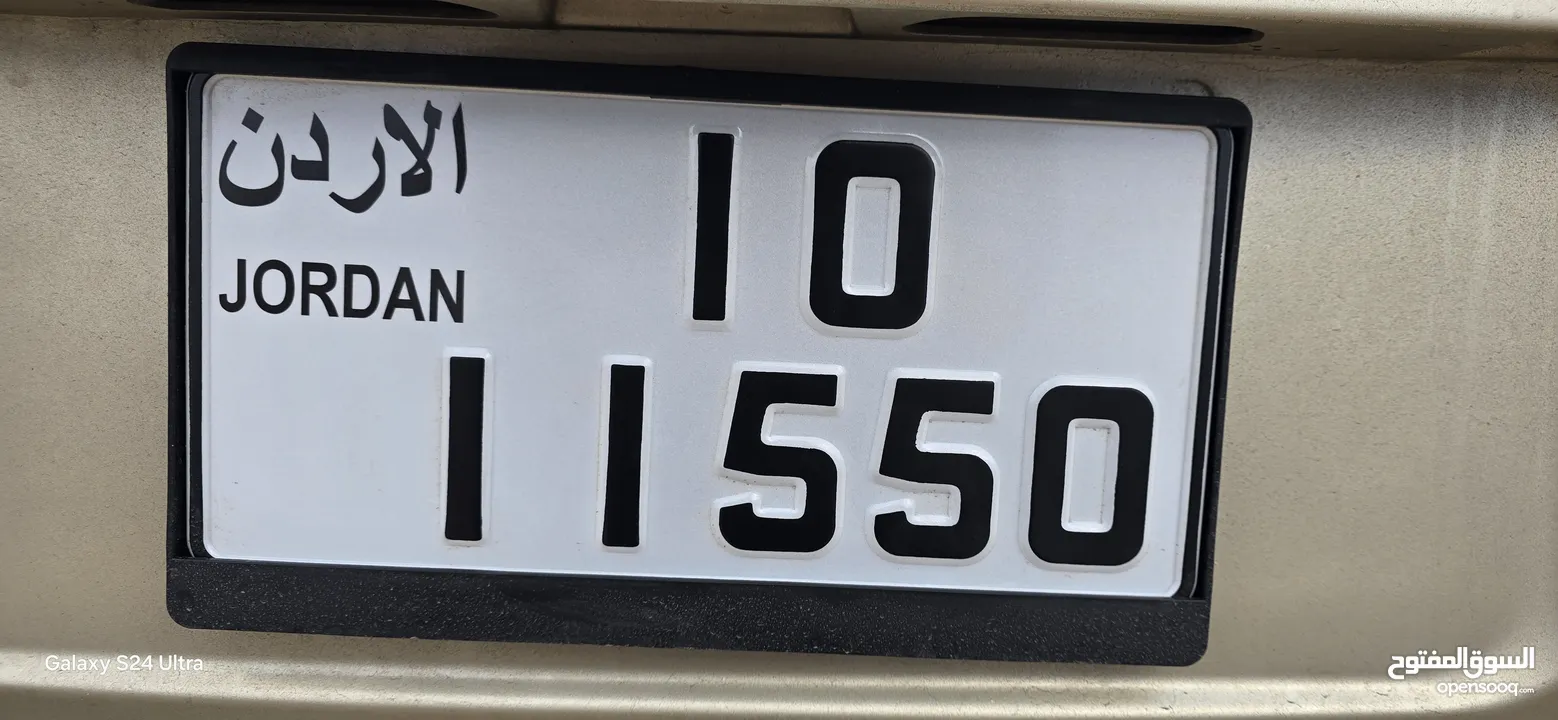 الاردن
10
JORDAN
11550
Galaxy S24 Ultra
السوق المفتوح
opensooq.com